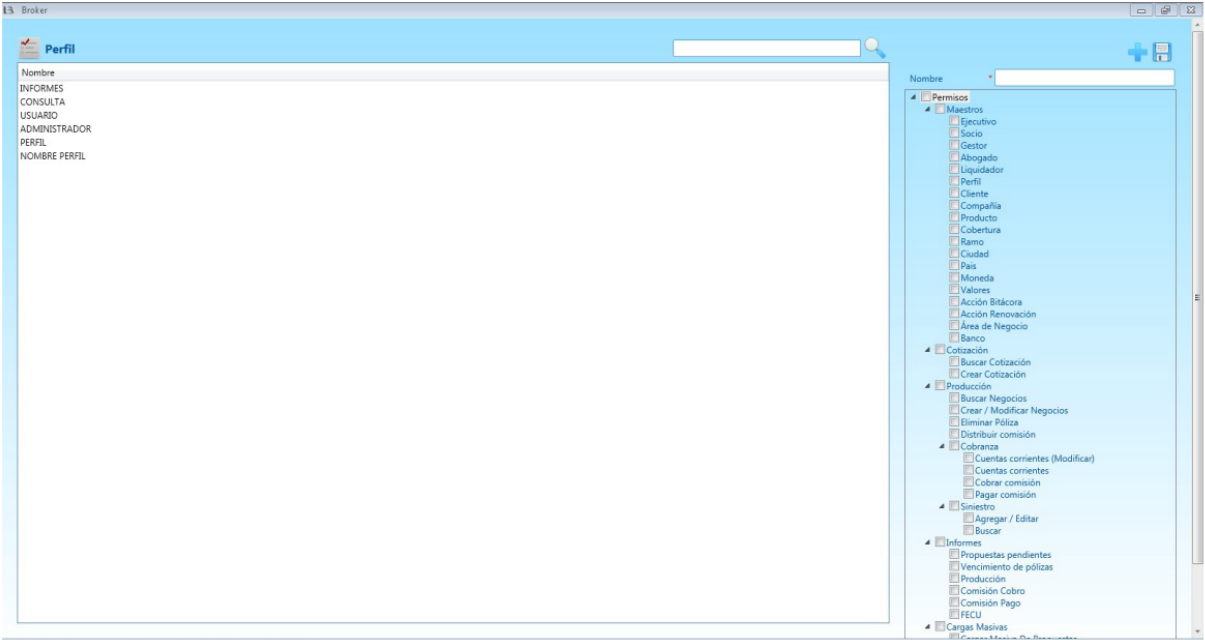 Broker
Perfil
Nombre
INFORMES
CONSULTA
USUARIO
ADMINISTRADOR
PERFIL
NOMBRE PERFIL
Nombre *
Permisos
Maestros
Ejecutivo
Socio
Gestor
Abogado
Liquidador
Perfil
Cliente
Compañía
Producto
Cobertura
Ramo
Ciudad
Pais
Moneda
Valores
Acción Bitácora
Acción Renovación
Área de Negocio
Banco
Cotización
Buscar Cotización
Crear Cotización
Producción
Buscar Negocios
Crear / Modificar Negocios
Eliminar Póliza
Distribuir comisión
Cobranza
Cuentas corrientes (Modificar)
Cuentas corrientes
Cobrar comisión
Pagar comisión
Siniestro
Agregar / Editar
Buscar
Informes
Propuestas pendientes
Vencimiento de pólizas
Producción
Comisión Cobro
Comisión Pago
FECU
Cargas Masivas